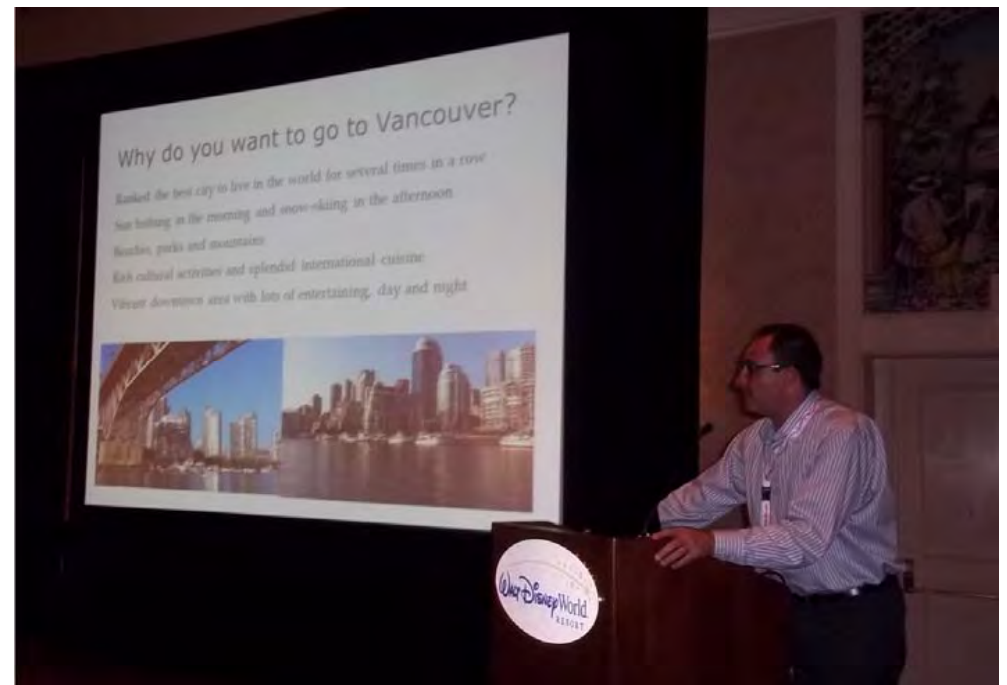 Why do you want to go to Vancouver?
Ranked the best city to live in the world for several times in a row
Sun bathing in the morning and snow-skiing in the afternoon
Beaches, parks and mountains
Rich cultural activities and splendid international cuisine
Vibrant downtown area with lots of entertaining, day and night
Walt Disney World
RESORT